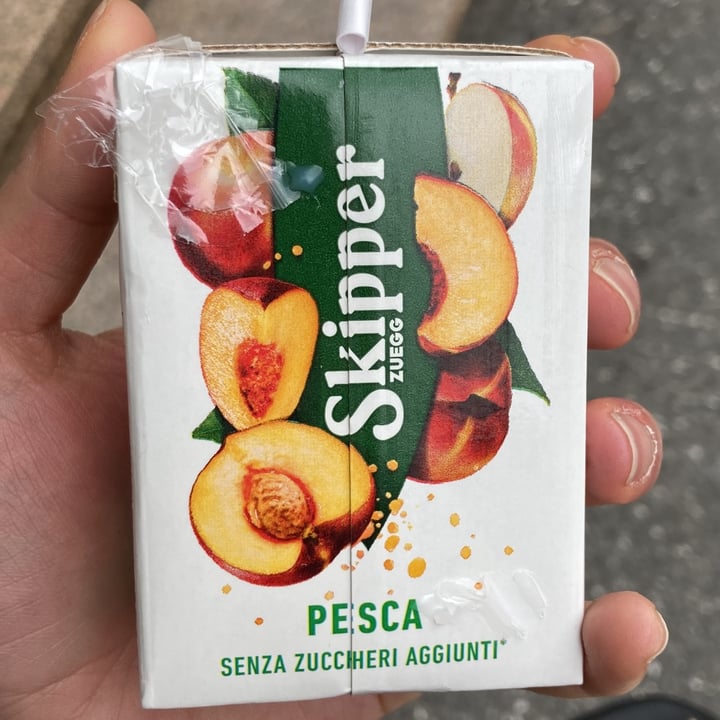 Skipper
ZUEGG
PESCA
SENZA ZUCCHERI AGGIUNTI*